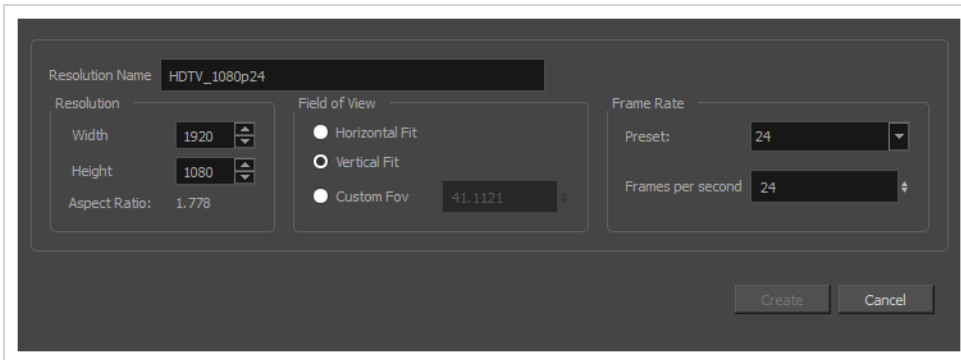 Resolution Name HDTV_1080p24
Resolution
Width 1920
Height 1080
Aspect Ratio: 1.778
Field of View
Horizontal Fit
Vertical Fit
Custom Fov 41.1121
Frame Rate
Preset: 24
Frames per second 24
Create Cancel